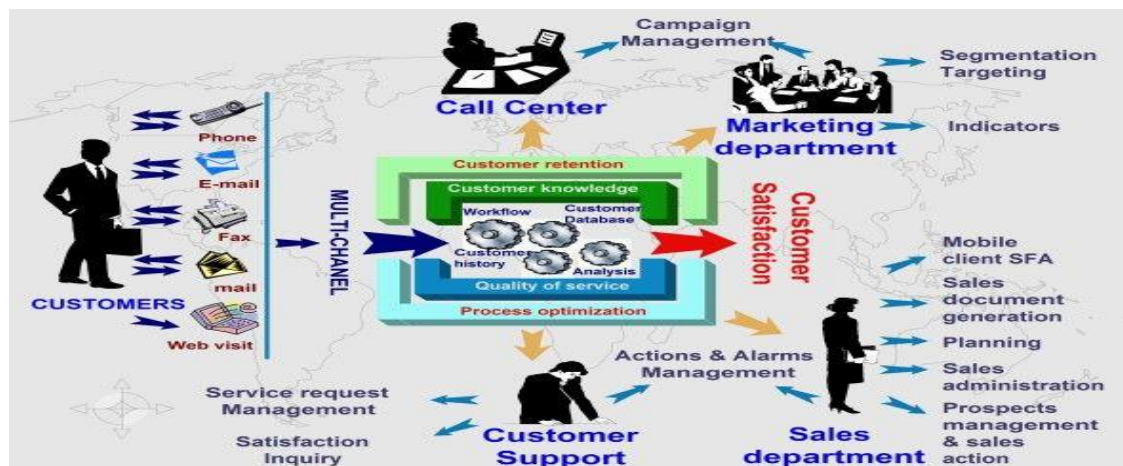 Campaign
Management
Segmentation
Targeting
Call Center
Marketing
department
Indicators
Phone
E-mail
Fax
mail
Web visit
CUSTOMERS
MULTI-CHANNEL
Customer retention
Customer knowledge
Workflow
Customer
Database
Customer
history
Analysis
Quality of service
Process optimization
Customer
Satisfaction
Mobile
client SFA
Sales
document
generation
Planning
Sales
administration
Prospects
management
& sales
action
Actions & Alarms
Management
Service request
Management
Satisfaction
Inquiry
Customer
Support
Sales
department